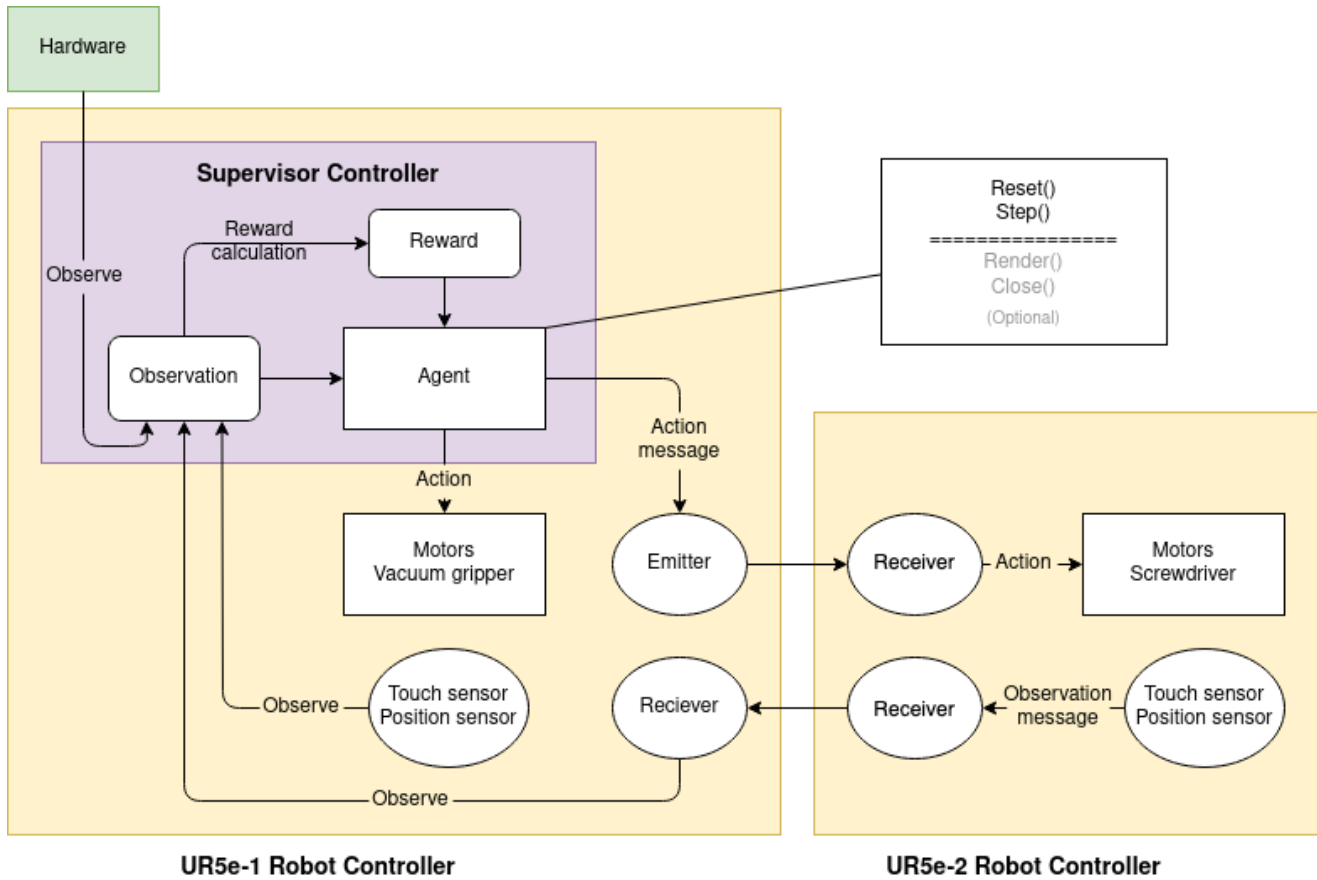 Hardware
Supervisor Controller
Reward
calculation
Reward
Observe
Observation
Agent
Reset()
Step()
================
Render()
Close()
(Optional)
Action
message
Action
Motors
Vacuum gripper
Emitter
Receiver
Action
Motors
Screwdriver
Observe
Touch sensor
Position sensor
Reciever
Receiver
Observation
message
Touch sensor
Position sensor
Observe
UR5e-1 Robot Controller
UR5e-2 Robot Controller